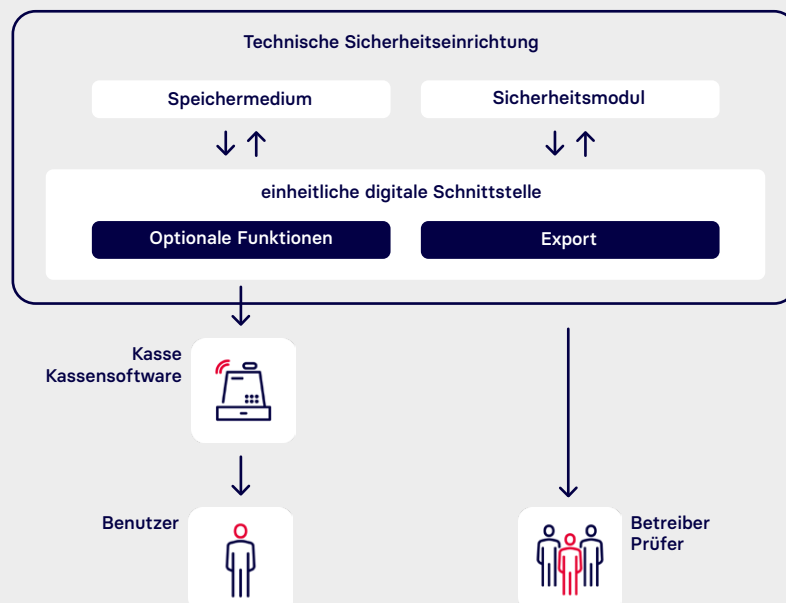 Technische Sicherheitseinrichtung
Speichermedium
Sicherheitsmodul
einheitliche digitale Schnittstelle
Optionale Funktionen
Export
Kasse
Kassensoftware
Benutzer
Betreiber
Prüfer